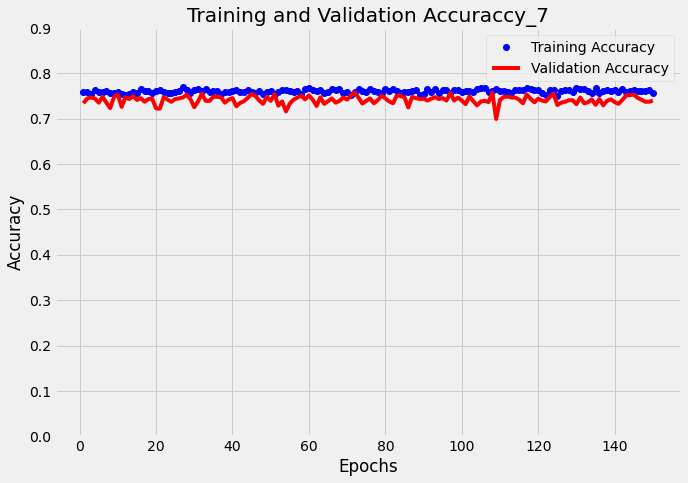 Training and Validation Accuraccy_7
Training Accuracy
Validation Accuracy
0.9
0.8
0.7
0.6
0.5
0.4
0.3
0.2
0.1
0.0
Accuracy
0 20 40 60 80 100 120 140
Epochs